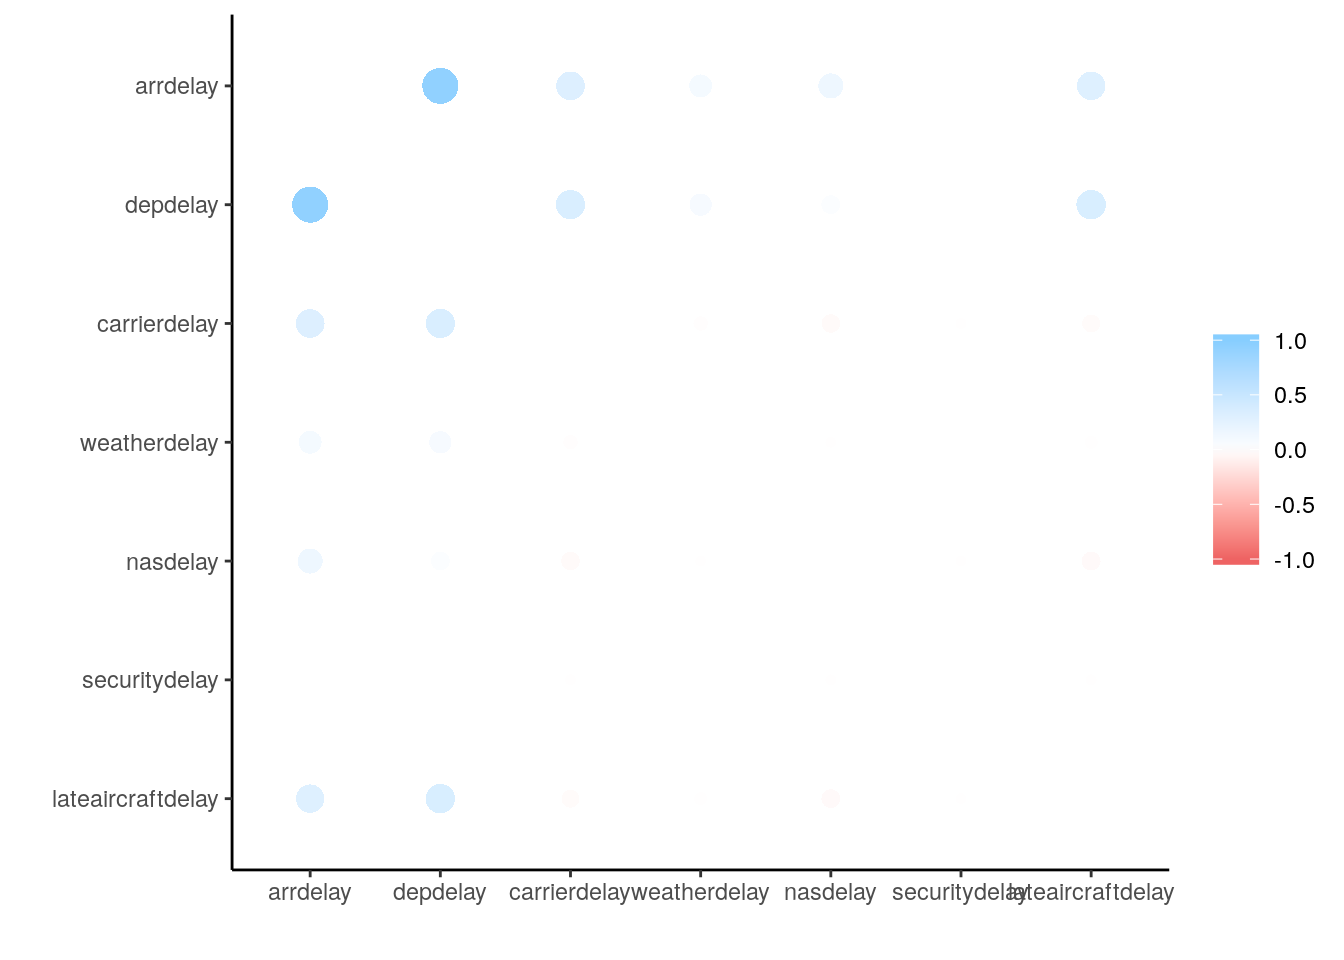 arrdelay
depdelay
carrierdelay
weatherdelay
nasdelay
securitydelay
lateaircraftdelay
1.0
0.5
0.0
-0.5
-1.0
arrdelay depdelay carrierdelay weatherdelay nasdelay securitydelay lateaircraftdelay